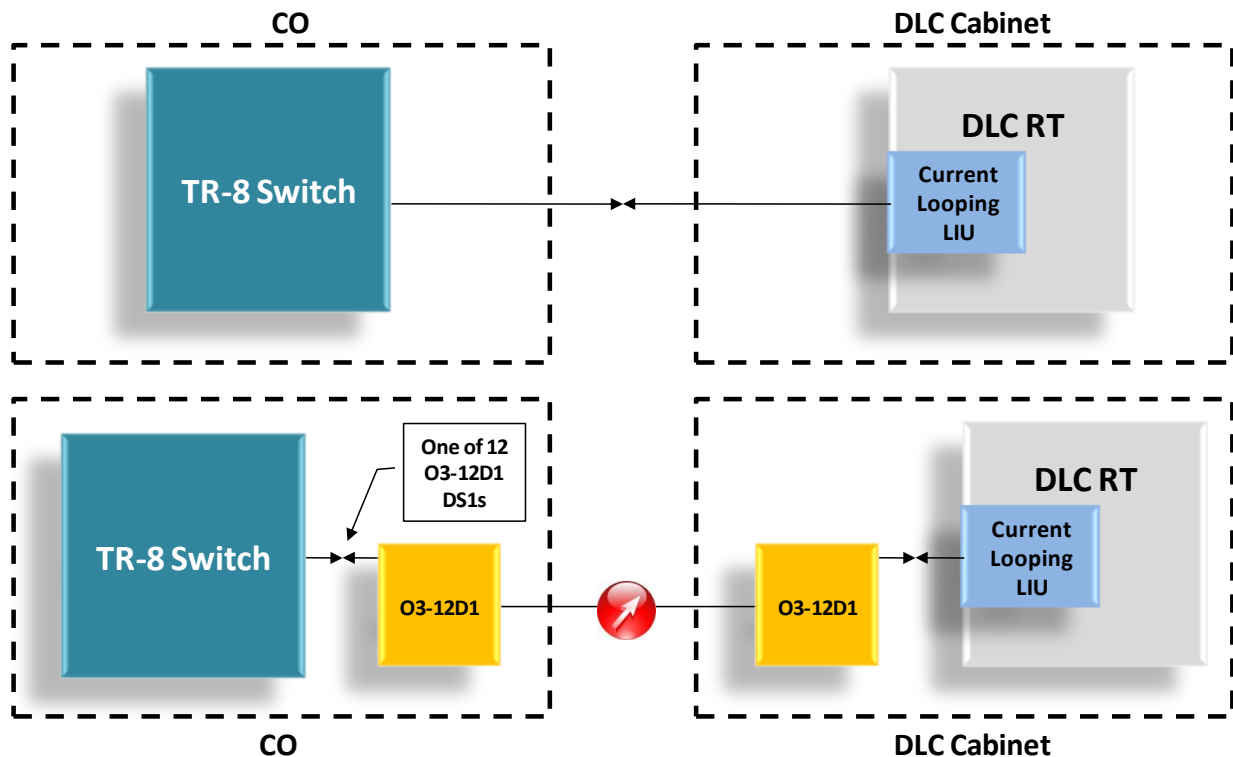 CO
DLC Cabinet
TR-8 Switch
DLC RT
Current
Looping
LIU
One of 12
O3-12D1
DS1s
TR-8 Switch
O3-12D1
O3-12D1
DLC RT
Current
Looping
LIU
CO
DLC Cabinet